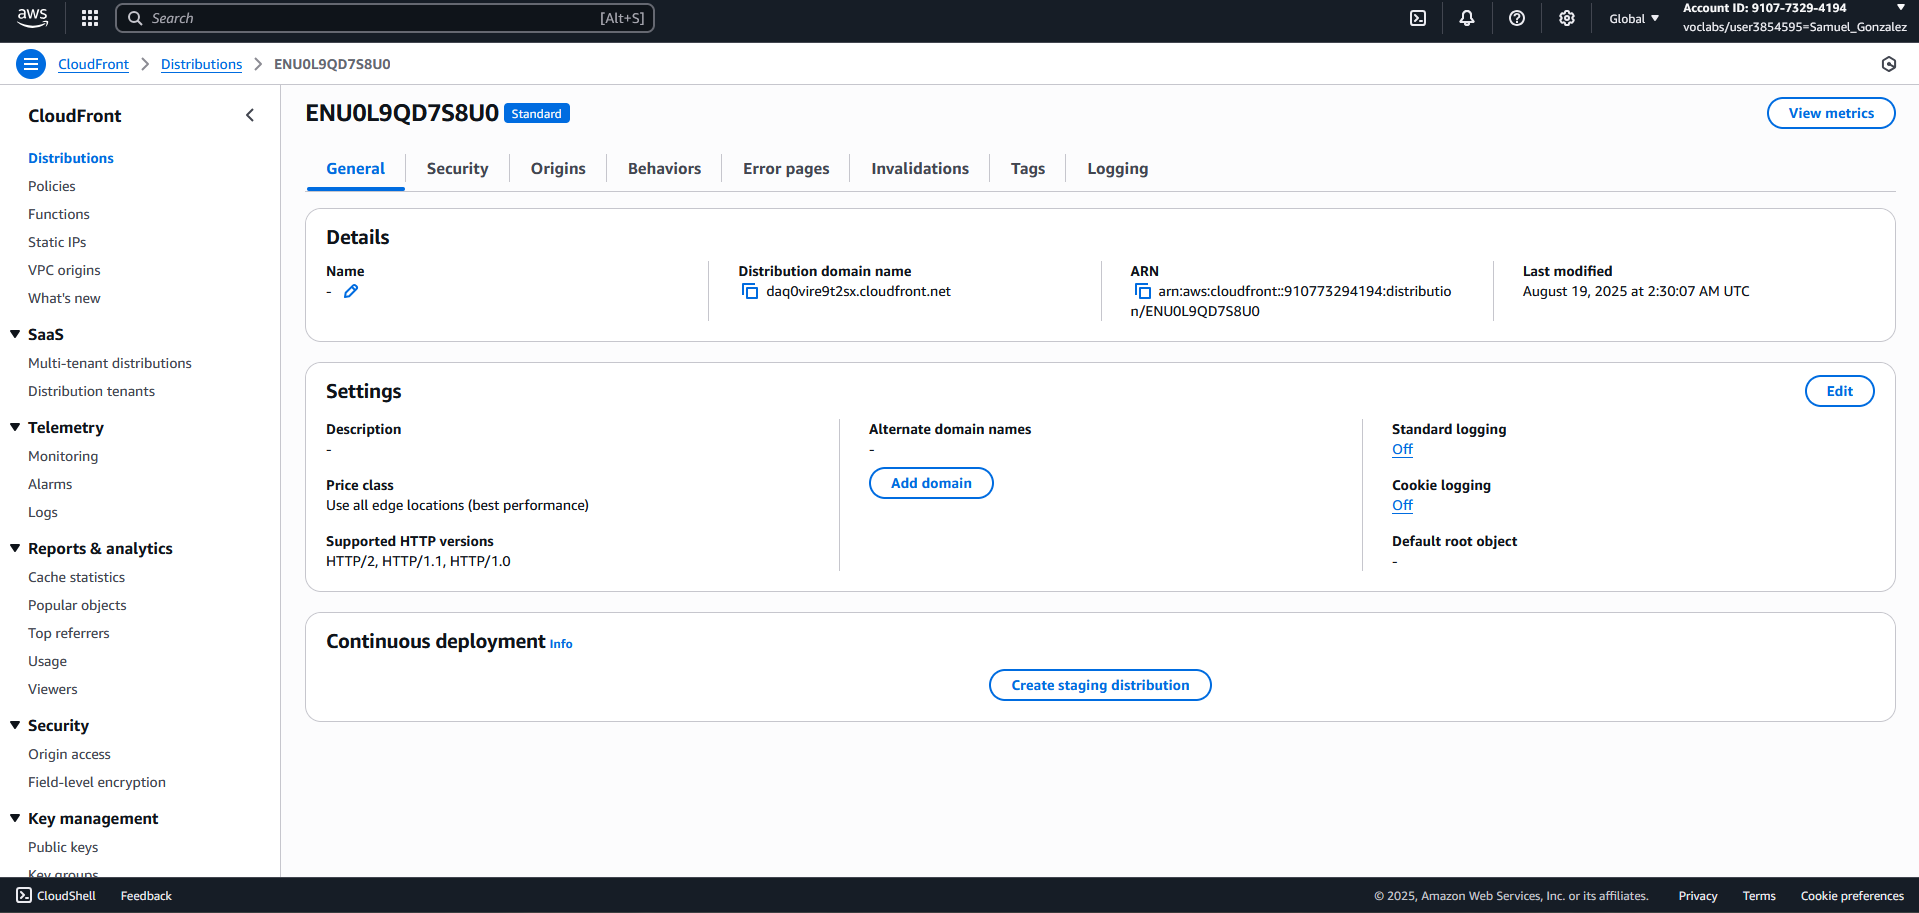 aws
Search
[Alt+S]
Global
Account ID: 9107-7329-4194
voclabs/user3854595=Samuel_Gonzalez
CloudFront
Distributions
ENU0L9QD7S8U0
CloudFront
Distributions
Policies
Functions
Static IPs
VPC origins
What's new
SaaS
Multi-tenant distributions
Distribution tenants
Telemetry
Monitoring
Alarms
Logs
Reports & analytics
Cache statistics
Popular objects
Top referrers
Usage
Viewers
Security
Origin access
Field-level encryption
Key management
Public keys
Key groups
ENU0L9QD7S8U0 Standard
View metrics
General
Security
Origins
Behaviors
Error pages
Invalidations
Tags
Logging
Details
Name
-
Distribution domain name
daq0vire9t2sx.cloudfront.net
ARN
arn:aws:cloudfront::910773294194:distributio
n/ENU0L9QD7S8U0
Last modified
August 19, 2025 at 2:30:07 AM UTC
Settings
Edit
Description
-
Price class
Use all edge locations (best performance)
Supported HTTP versions
HTTP/2, HTTP/1.1, HTTP/1.0
Alternate domain names
-
Add domain
Standard logging
Off
Cookie logging
Off
Default root object
-
Continuous deployment Info
Create staging distribution
CloudShell
Feedback
© 2025, Amazon Web Services, Inc. or its affiliates.
Privacy
Terms
Cookie preferences